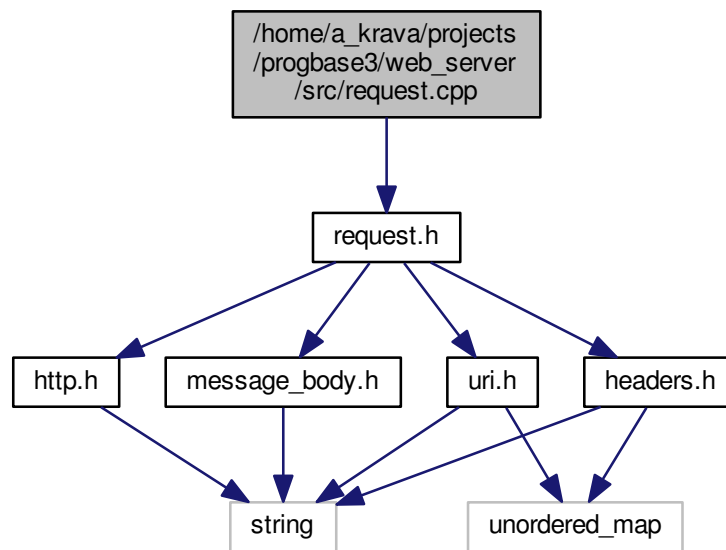 /home/a_krava/projects
/progbase3/web_server
/src/request.cpp
request.h
http.h
message_body.h
uri.h
headers.h
string
unordered_map